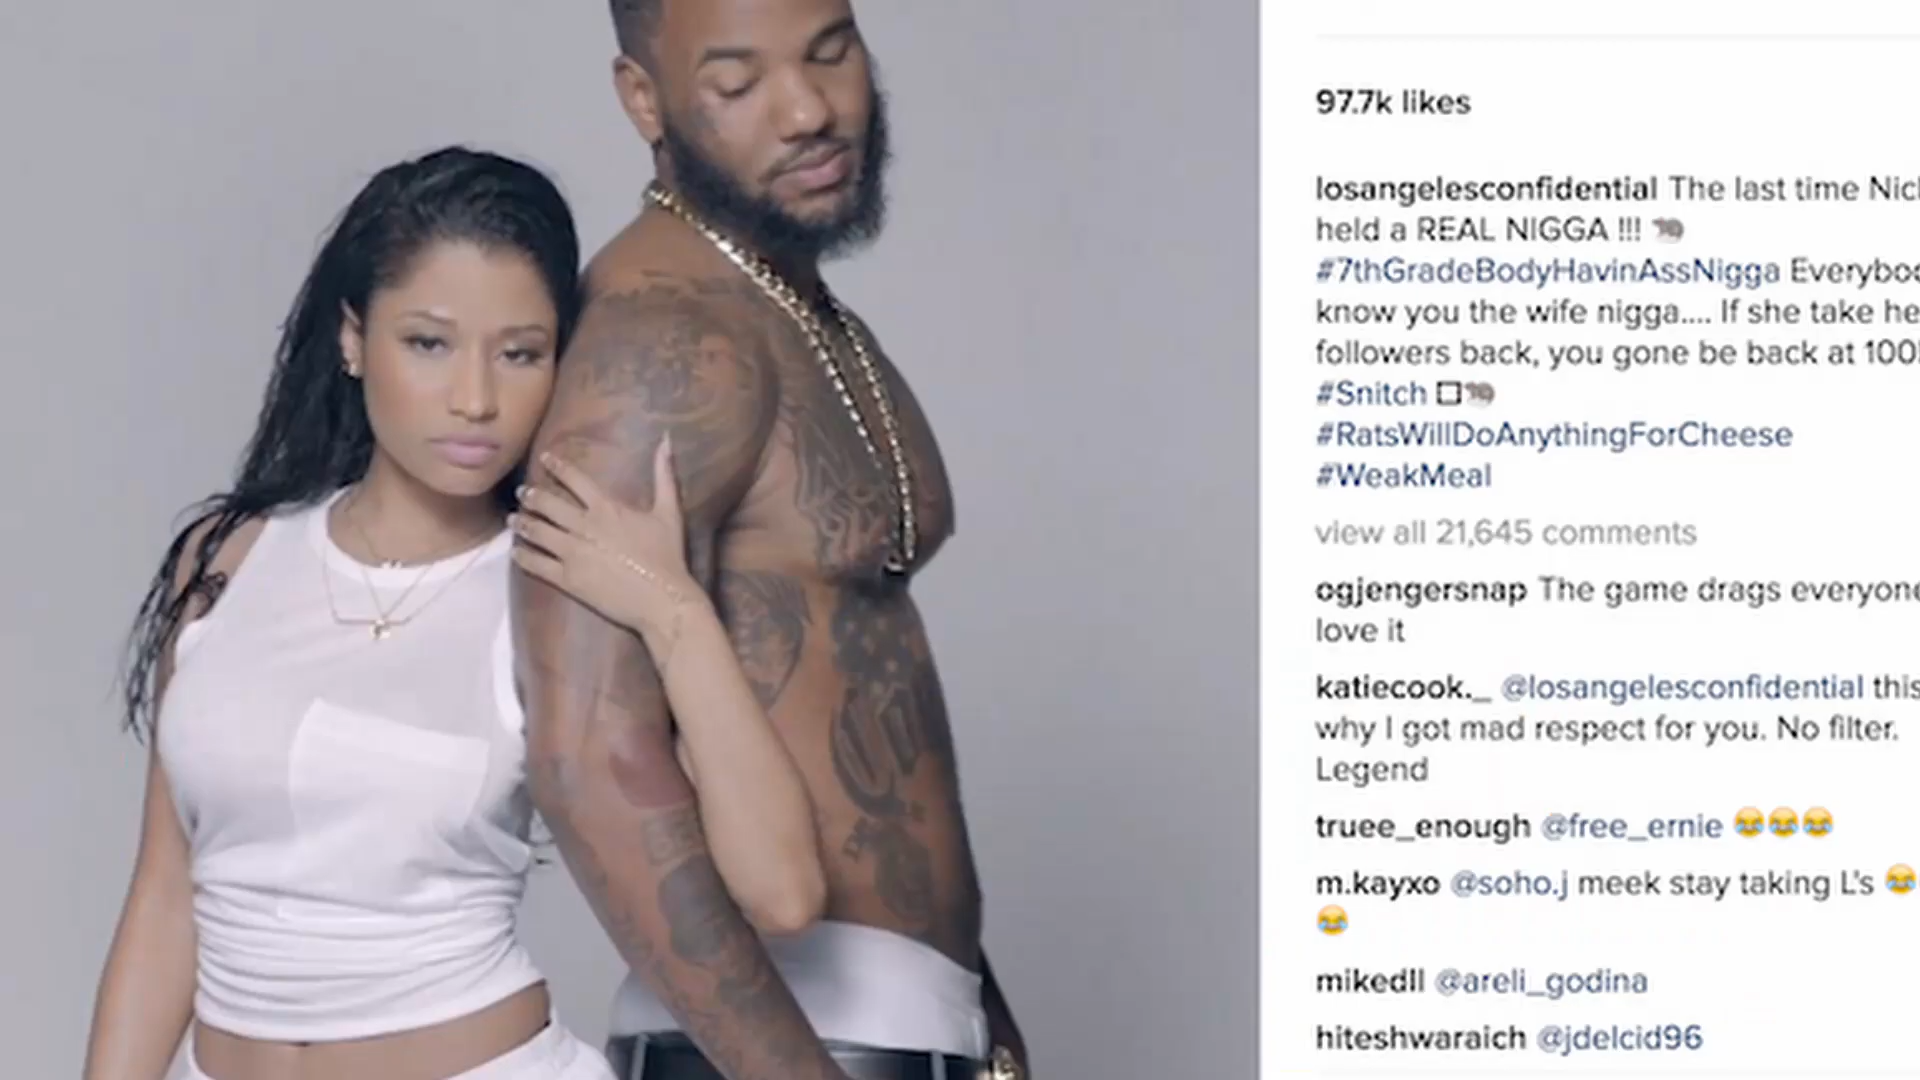 97.7k likes
losangelesconfidential The last time
held a REAL NIGGA !!!
#7thGradeBodyHavinAssNigga
know you the wife nigga.... If she take
followers back, you gone be back at
#Snitch
#RatsWillDoAnythingForCheese
#WeakMeal
view all 21,645 comments
ogjengersnap The game drags
love it
katiecook._ @losangelesconfidential this
why I got mad respect for you. No filter.
Legend
truee_enough @free_ernie 😂😂😂
m.kayxo @soho.j meek stay taking L's 😂
😂
mikedll @areli_godina
hiteshwaraich @jdelcid96